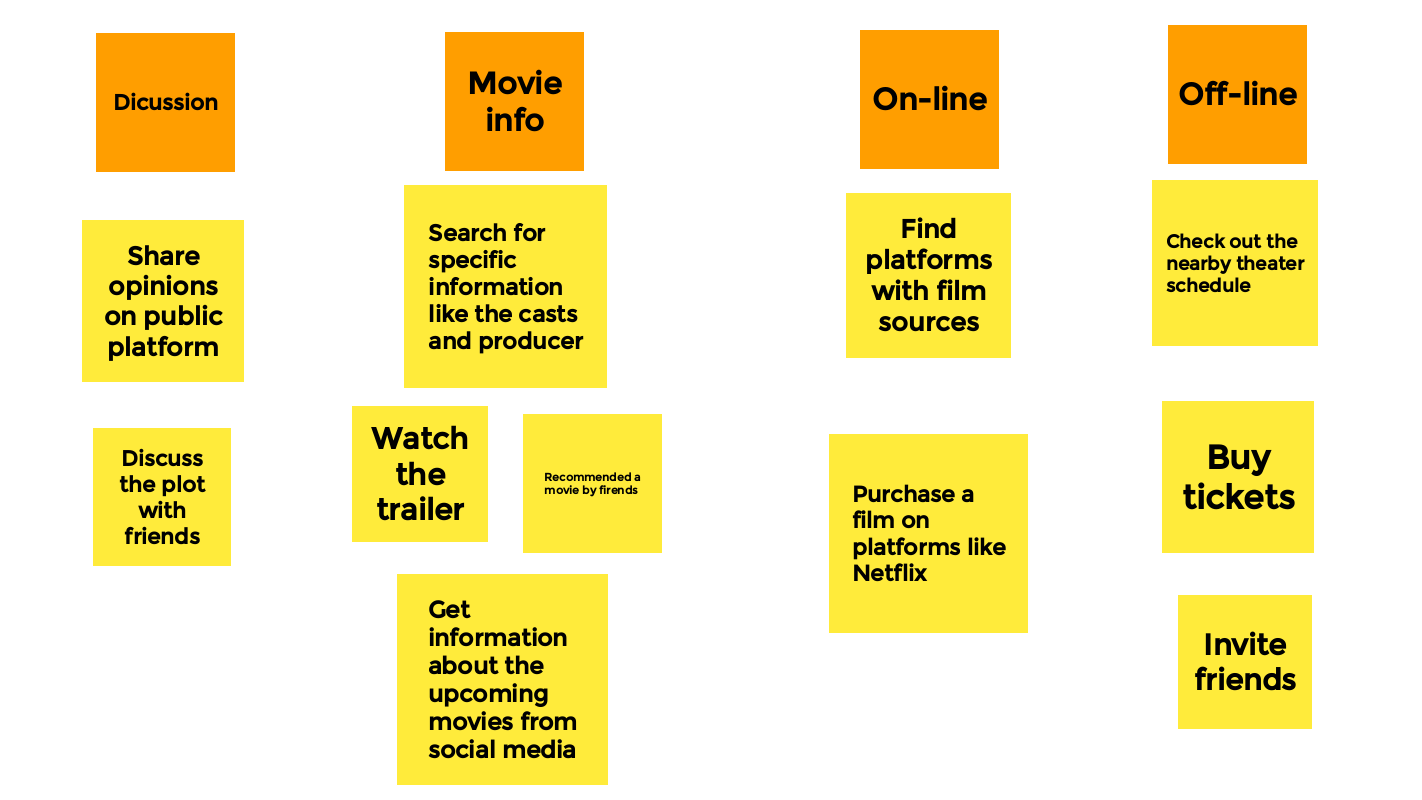 Dicussion
Movie
info
On-line
Off-line
Share
opinions
on public
platform
Discuss
the plot
with
friends
Search for
specific
information
like the casts
and producer
Watch
the
trailer
Recommended a
movie by firends
Get
information
about the
upcoming
movies from
social media
Find
platforms
with film
sources
Purchase a
film on
platforms like
Netflix
Check out the
nearby theater
schedule
Buy
tickets
Invite
friends